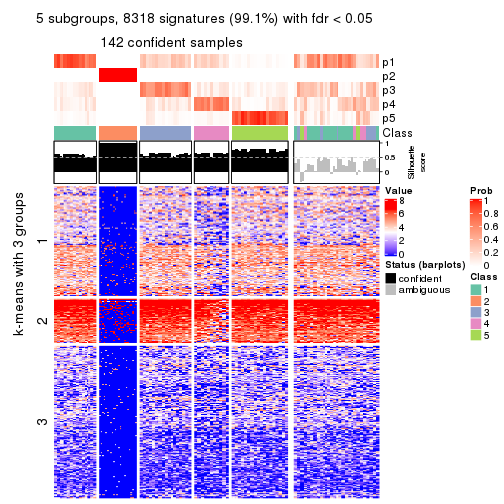 5 subgroups, 8318 signatures (99.1%) with fdr < 0.05
142 confident samples
p1
p2
p3
p4
p5
Class
1
0.5
0
Silhouette
score
k-means with 3 groups
1
2
3
Value
8
6
4
2
0
Status (barplots)
confident
ambiguous
Prob
1
0.8
0.6
0.4
0.2
0
Class
1
2
3
4
5